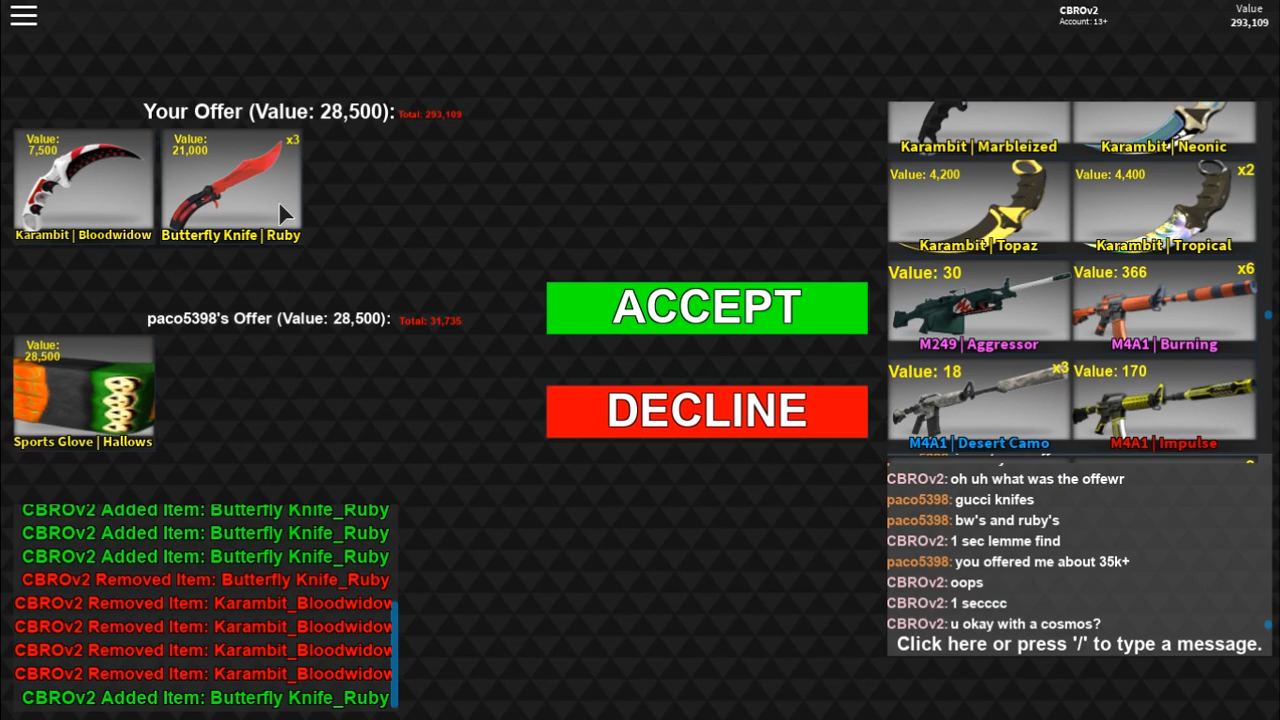 CBROv2
Account: 13+
Value
293,109
Your Offer (Value: 28,500): Total: 293,109
Value:
7,500
Karambit | Bloodwidow
Value:
21,000
x3
Butterfly Knife | Ruby
paco5398's Offer (Value: 28,500): Total: 31,735
Value:
28,500
Sports Glove | Hallows
ACCEPT
DECLINE
Karambit | Marbleized
Karambit | Neonic
Value: 4,200
Karambit | Topaz
Value: 4,400
x2
Karambit | Tropical
Value: 30
M249 | Aggressor
Value: 366
x6
M4A1 | Burning
Value: 18
x3
M4A1 | Desert Camo
Value: 170
M4A1 | Impulse
CBROv2 Added Item: Butterfly Knife_Ruby
CBROv2 Added Item: Butterfly Knife_Ruby
CBROv2 Added Item: Butterfly Knife_Ruby
CBROv2 Removed Item: Butterfly Knife_Ruby
CBROv2 Removed Item: Karambit_Bloodwidow
CBROv2 Removed Item: Karambit_Bloodwidow
CBROv2 Removed Item: Karambit_Bloodwidow
CBROv2 Removed Item: Karambit_Bloodwidow
CBROv2 Added Item: Butterfly Knife_Ruby
CBROv2: oh uh what was the offewr
paco5398: gucci knifes
paco5398: bw's and ruby's
CBROv2: 1 sec lemme find
paco5398: you offered me about 35k+
CBROv2: oops
CBROv2: 1 secccc
CBROv2: u okay with a cosmos?
Click here or press '/' to type a message.